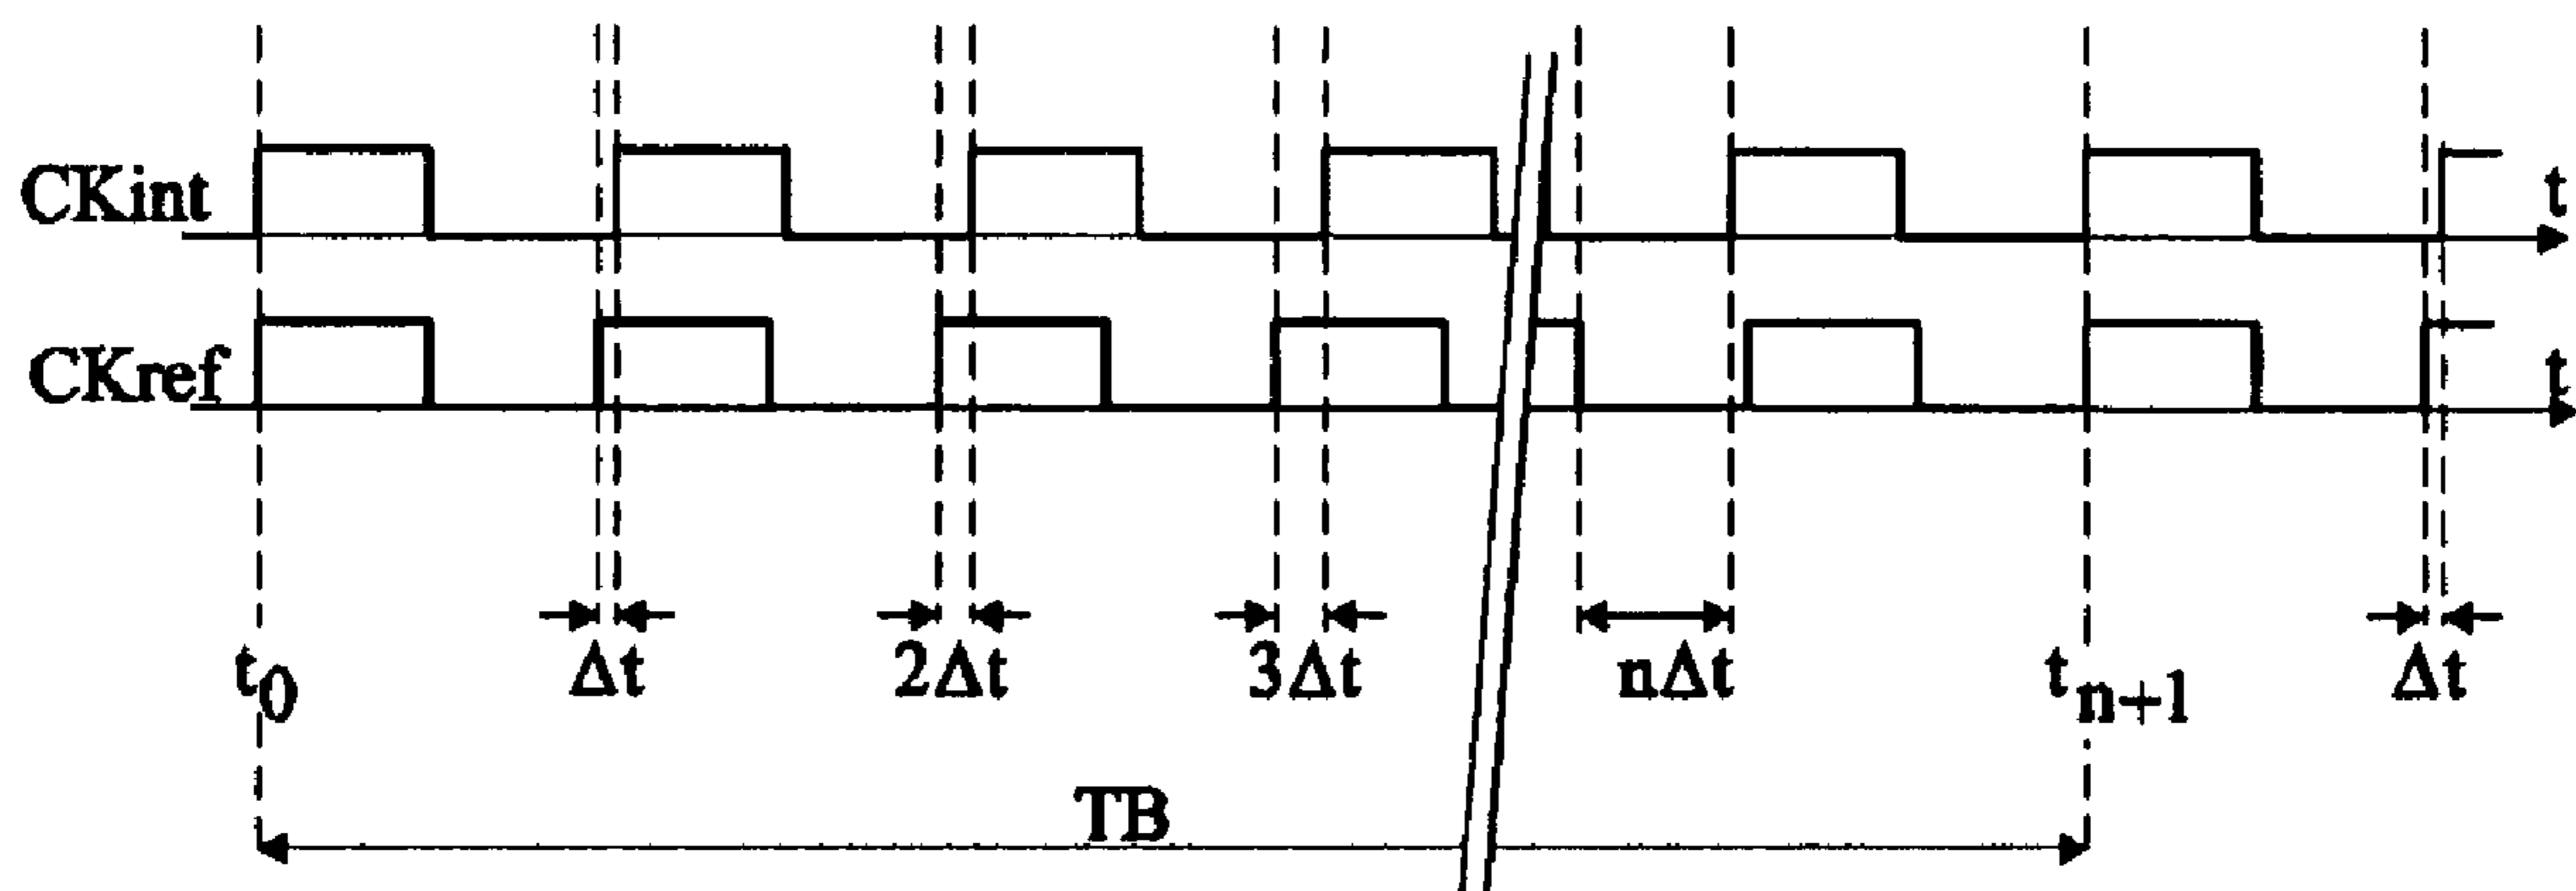 CKint t
CKref t
t0 Δt 2Δt 3Δt nΔt tn+1 Δt
TB